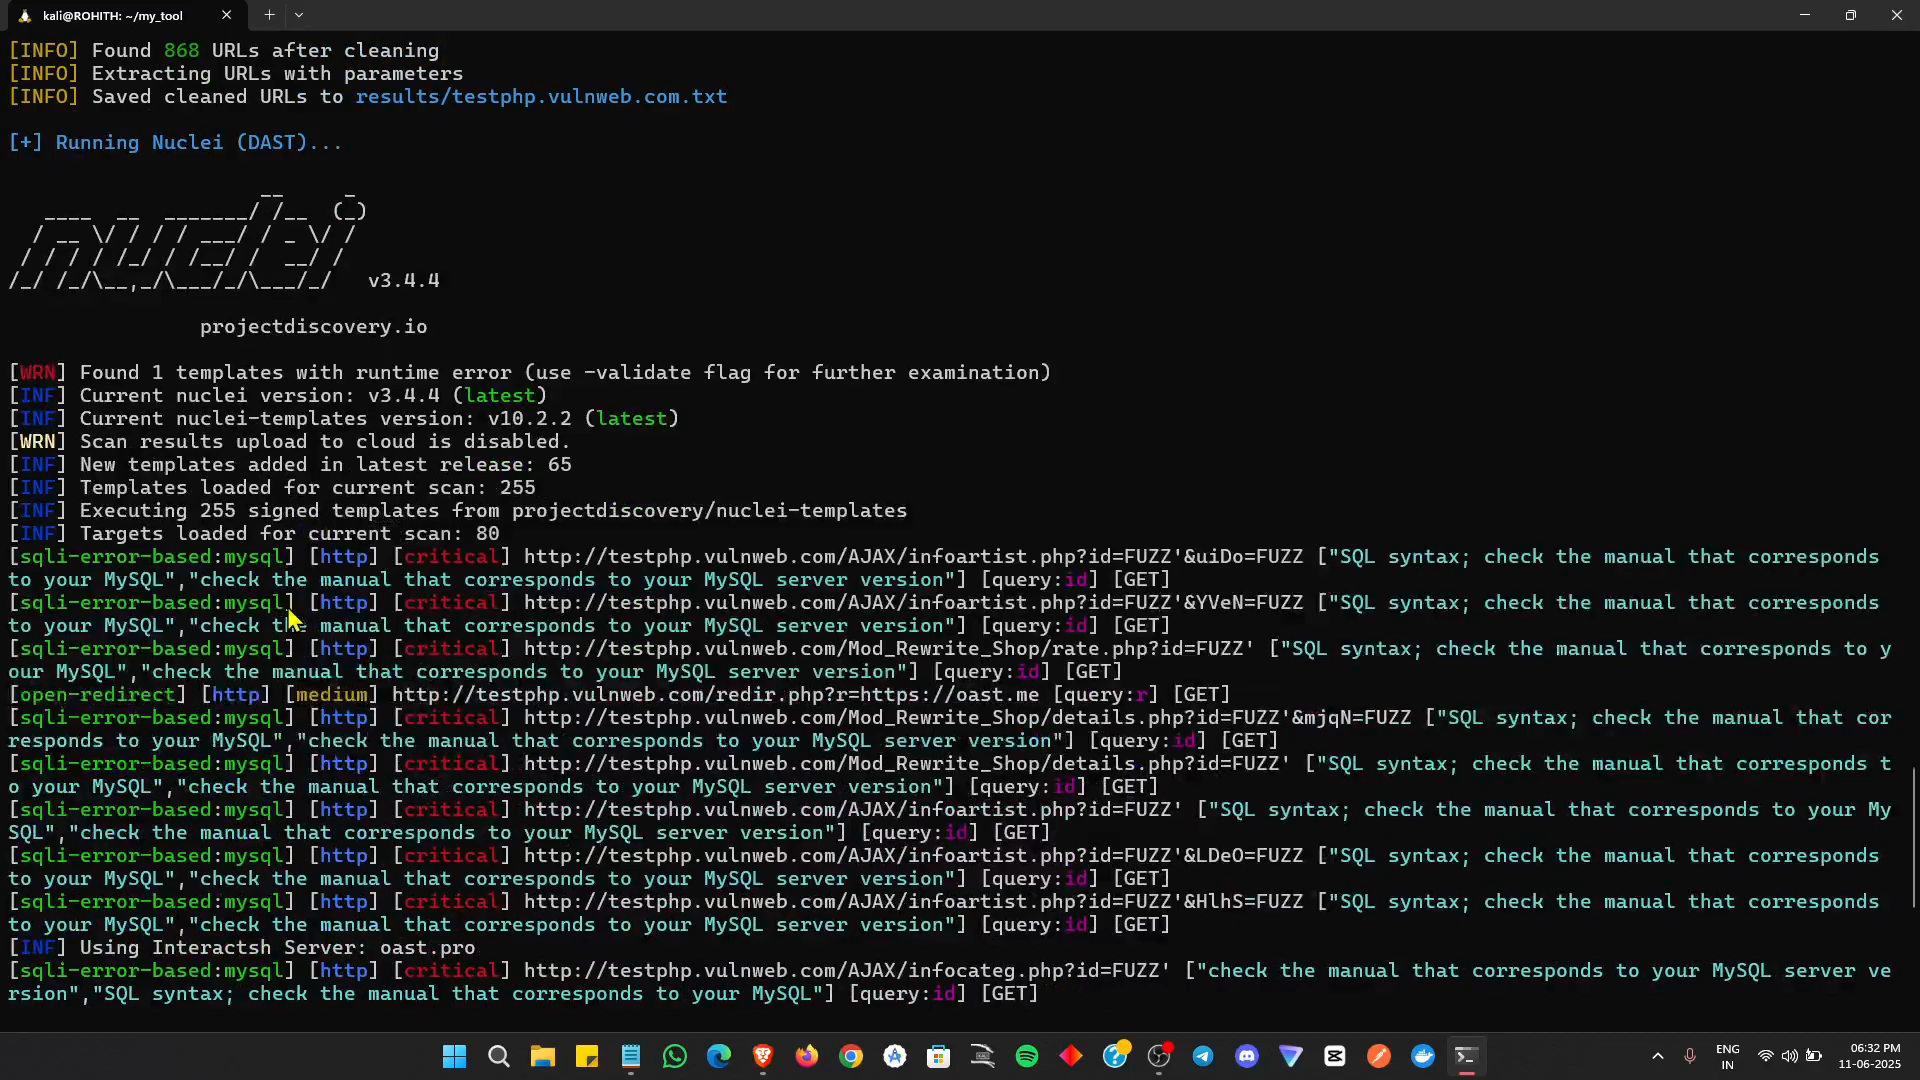 kali@ROHITH: ~/my_tool
[INFO] Found 868 URLs after cleaning
[INFO] Extracting URLs with parameters
[INFO] Saved cleaned URLs to results/testphp.vulnweb.com.txt
[+] Running Nuclei (DAST)...
nuclei v3.4.4
projectdiscovery.io
[WRN] Found 1 templates with runtime error (use -validate flag for further examination)
[INF] Current nuclei version: v3.4.4 (latest)
[INF] Current nuclei-templates version: v10.2.2 (latest)
[WRN] Scan results upload to cloud is disabled.
[INF] New templates added in latest release: 65
[INF] Templates loaded for current scan: 255
[INF] Executing 255 signed templates from projectdiscovery/nuclei-templates
[INF] Targets loaded for current scan: 80
[sqli-error-based:mysql] [http] [critical] http://testphp.vulnweb.com/AJAX/infoartist.php?id=FUZZ'&uiDo=FUZZ ["SQL syntax; check the manual that corresponds
to your MySQL","check the manual that corresponds to your MySQL server version"] [query:id] [GET]
[sqli-error-based:mysql] [http] [critical] http://testphp.vulnweb.com/AJAX/infoartist.php?id=FUZZ'&YVeN=FUZZ ["SQL syntax; check the manual that corresponds
to your MySQL","check the manual that corresponds to your MySQL server version"] [query:id] [GET]
[sqli-error-based:mysql] [http] [critical] http://testphp.vulnweb.com/Mod_Rewrite_Shop/rate.php?id=FUZZ' ["SQL syntax; check the manual that corresponds to y
our MySQL","check the manual that corresponds to your MySQL server version"] [query:id] [GET]
[open-redirect] [http] [medium] http://testphp.vulnweb.com/redir.php?r=https://oast.me [query:r] [GET]
[sqli-error-based:mysql] [http] [critical] http://testphp.vulnweb.com/Mod_Rewrite_Shop/details.php?id=FUZZ'&mjqN=FUZZ ["SQL syntax; check the manual that cor
responds to your MySQL","check the manual that corresponds to your MySQL server version"] [query:id] [GET]
[sqli-error-based:mysql] [http] [critical] http://testphp.vulnweb.com/Mod_Rewrite_Shop/details.php?id=FUZZ' ["SQL syntax; check the manual that corresponds t
o your MySQL","check the manual that corresponds to your MySQL server version"] [query:id] [GET]
[sqli-error-based:mysql] [http] [critical] http://testphp.vulnweb.com/AJAX/infoartist.php?id=FUZZ' ["SQL syntax; check the manual that corresponds to your My
SQL","check the manual that corresponds to your MySQL server version"] [query:id] [GET]
[sqli-error-based:mysql] [http] [critical] http://testphp.vulnweb.com/AJAX/infoartist.php?id=FUZZ'&LDeO=FUZZ ["SQL syntax; check the manual that corresponds
to your MySQL","check the manual that corresponds to your MySQL server version"] [query:id] [GET]
[sqli-error-based:mysql] [http] [critical] http://testphp.vulnweb.com/AJAX/infoartist.php?id=FUZZ'&HlhS=FUZZ ["SQL syntax; check the manual that corresponds
to your MySQL","check the manual that corresponds to your MySQL server version"] [query:id] [GET]
[INF] Using Interactsh Server: oast.pro
[sqli-error-based:mysql] [http] [critical] http://testphp.vulnweb.com/AJAX/infocateg.php?id=FUZZ' ["check the manual that corresponds to your MySQL server ve
rsion","SQL syntax; check the manual that corresponds to your MySQL"] [query:id] [GET]
ENG
IN
06:32 PM
11-06-2025